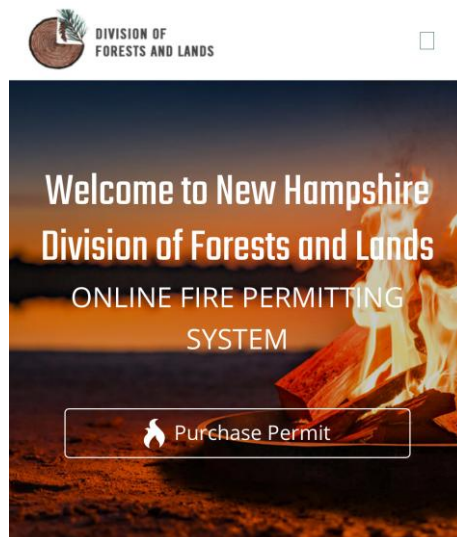 DIVISION OF
FORESTS AND LANDS
Welcome to New Hampshire
Division of Forests and Lands
ONLINE FIRE PERMITTING
SYSTEM
Purchase Permit